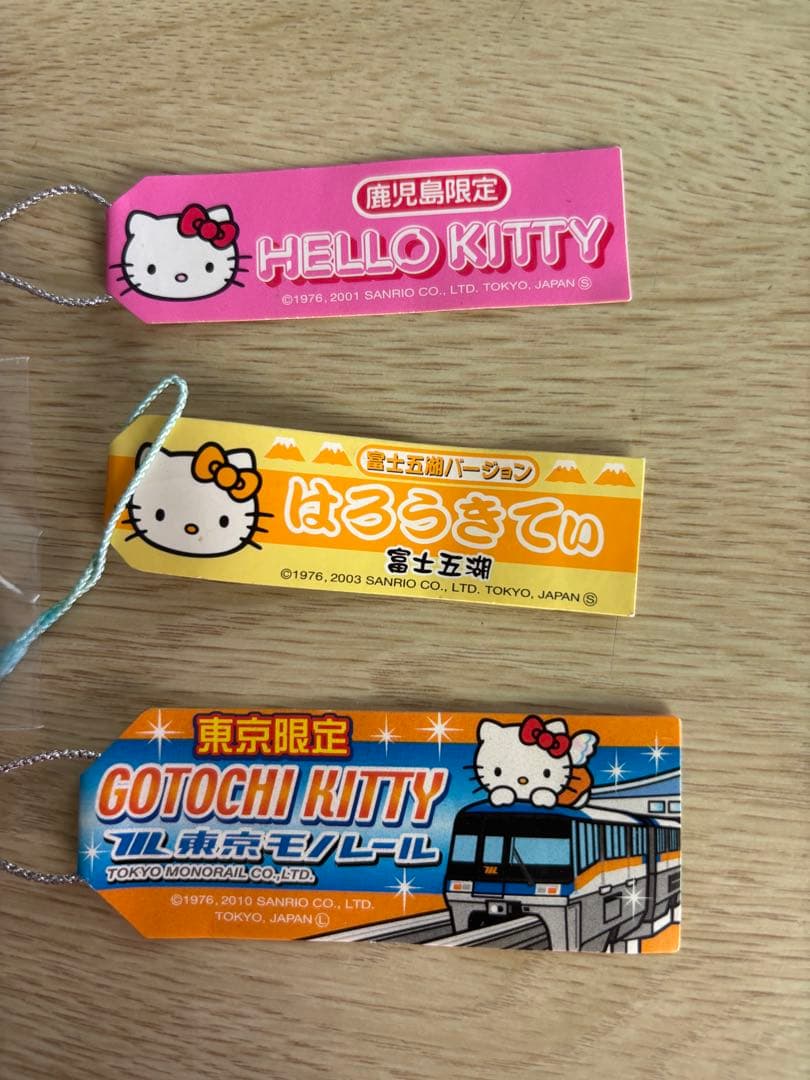 鹿児島限定
HELLO KITTY
©1976, 2001 SANRIO CO., LTD. TOKYO, JAPAN Ⓢ
富士五湖バージョン
はろうきてぃ
富士五湖
©1976, 2003 SANRIO CO., LTD. TOKYO, JAPAN Ⓢ
東京限定
GOTOCHI KITTY
東京モノレール
TOKYO MONORAIL CO.,LTD.
©1976, 2010 SANRIO CO., LTD.
TOKYO, JAPAN Ⓛ